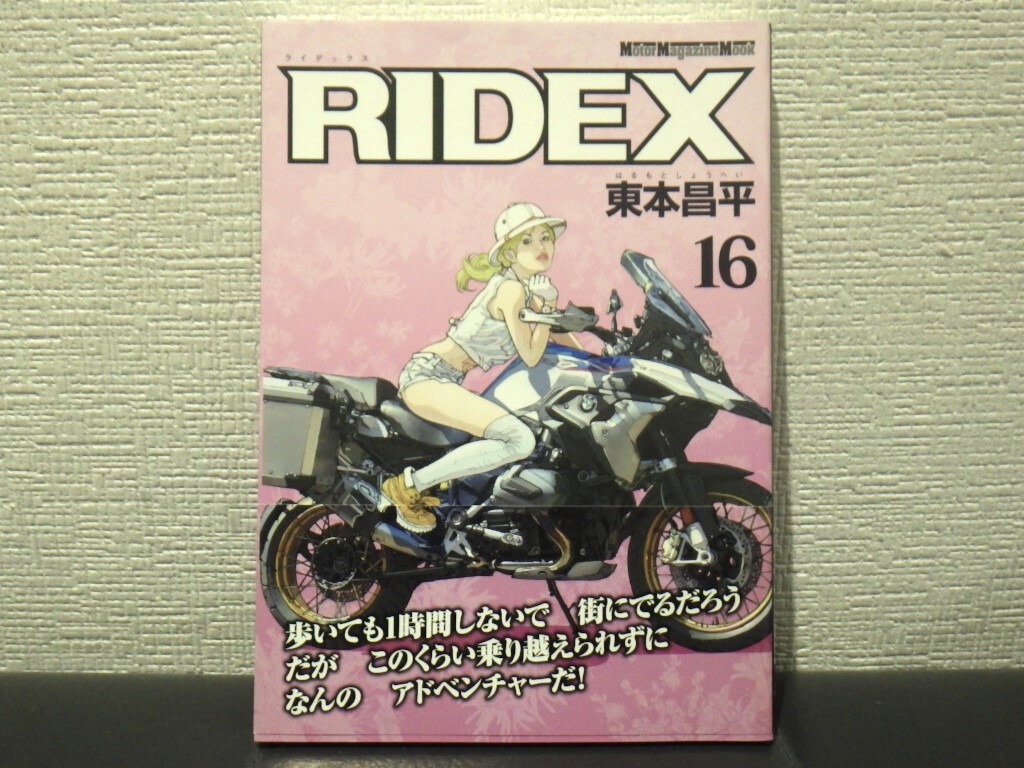 Motor Magazine Mook
ライデックス
RIDEX
はるもとしょうへい
東本昌平
16
歩いても1時間しないで　街にでるだろう
だが　このくらい乗り越えられずに
なんの　アドベンチャーだ!